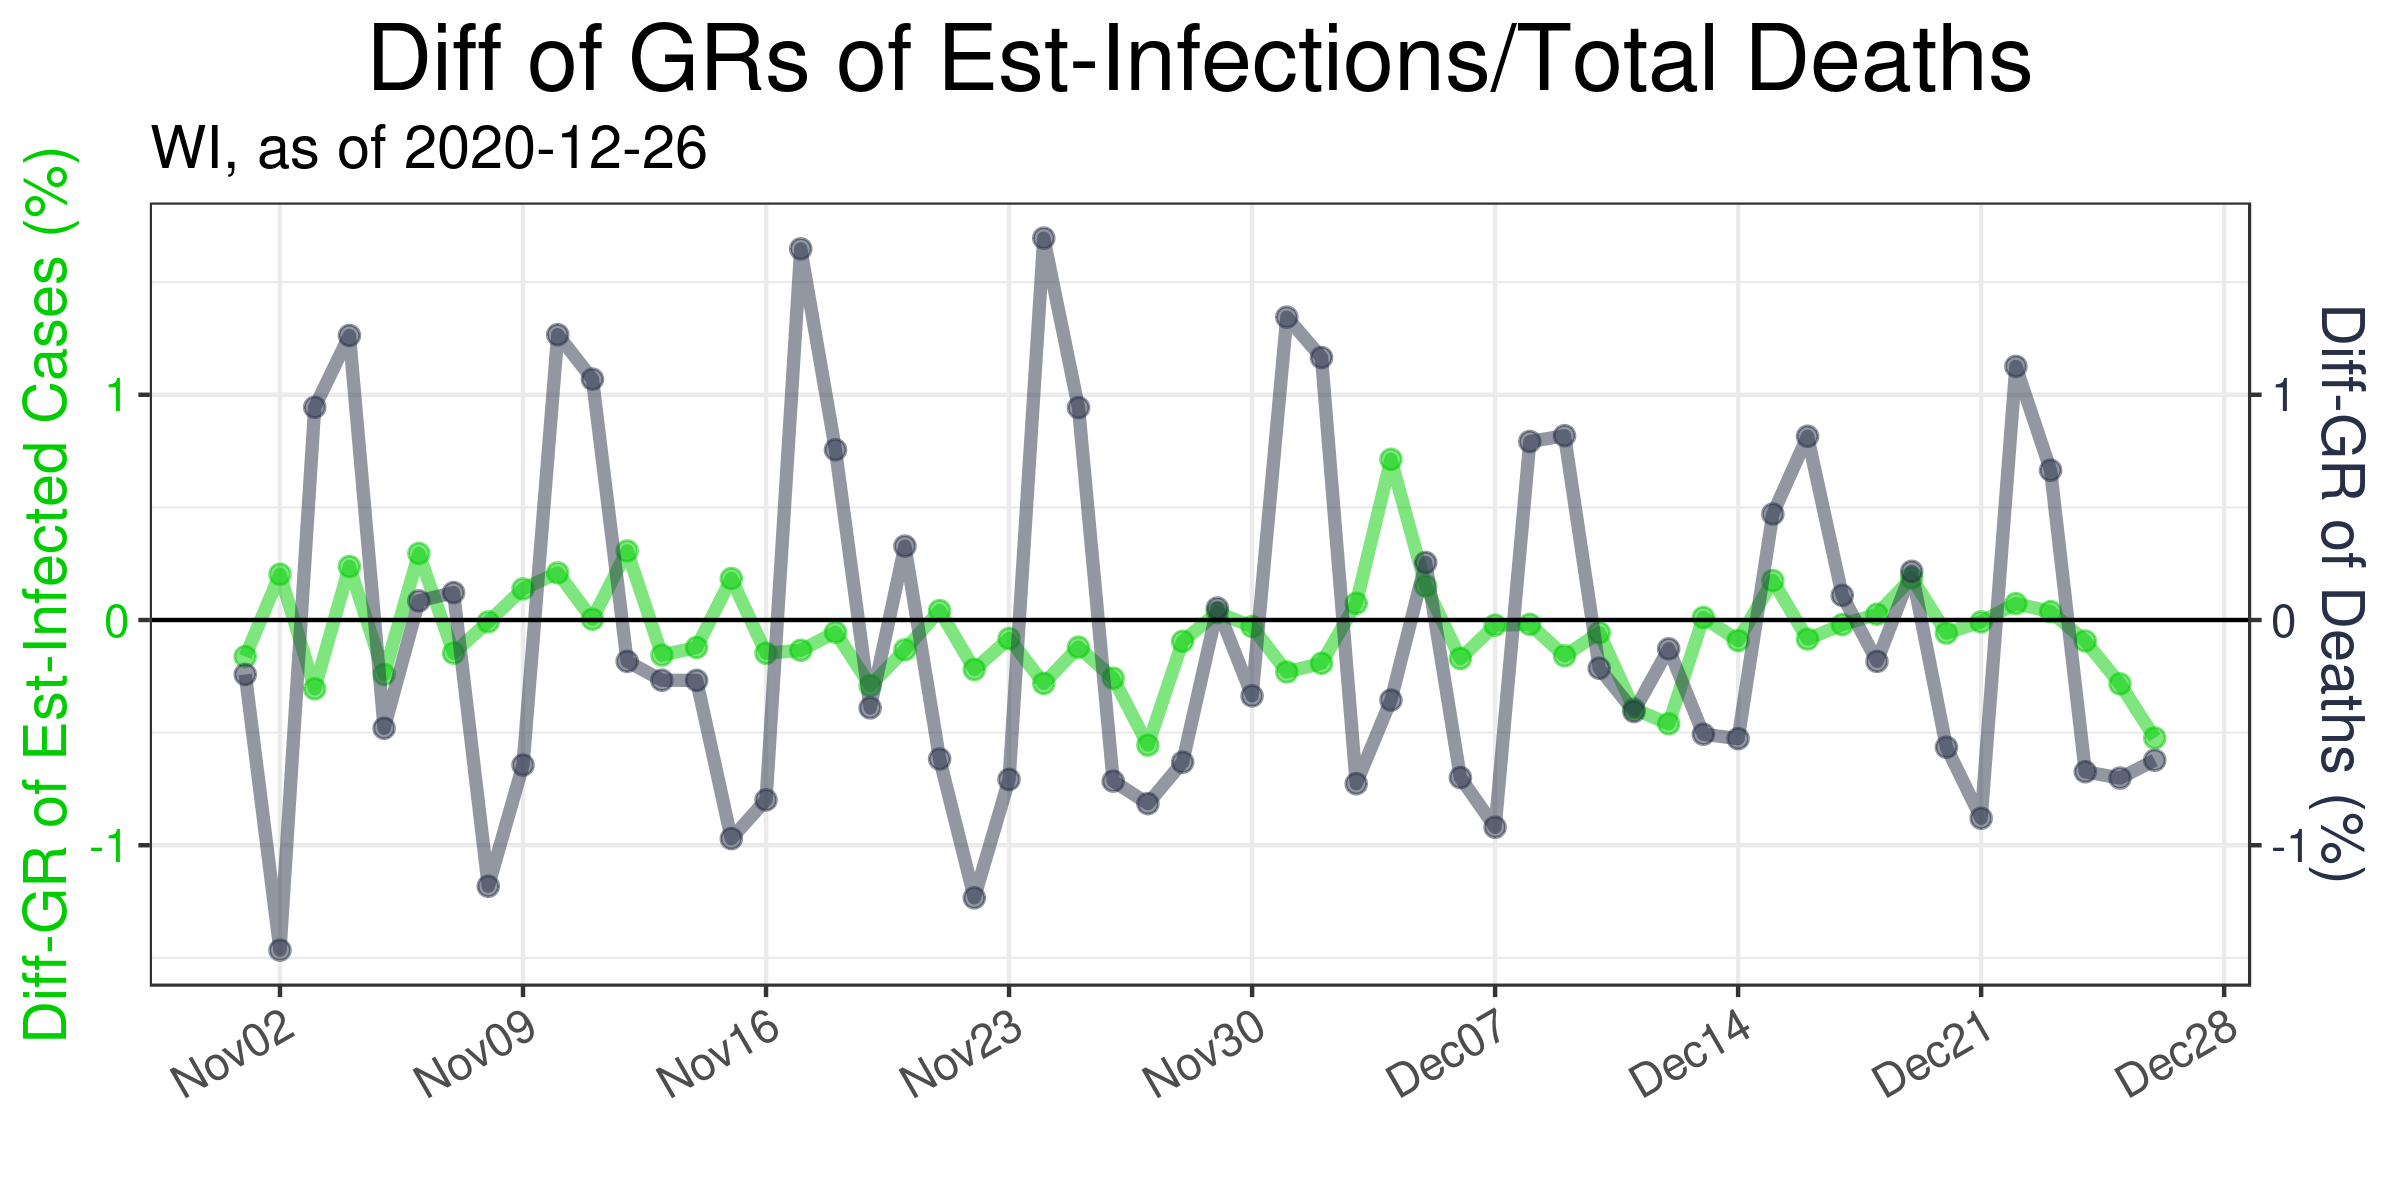 Diff of GRs of Est-Infections/Total Deaths
WI, as of 2020-12-26
Diff-GR of Est-Infected Cases (%)
1
0
-1
1
0
-1
Diff-GR of Deaths (%)
Nov02
Nov09
Nov16
Nov23
Nov30
Dec07
Dec14
Dec21
Dec28